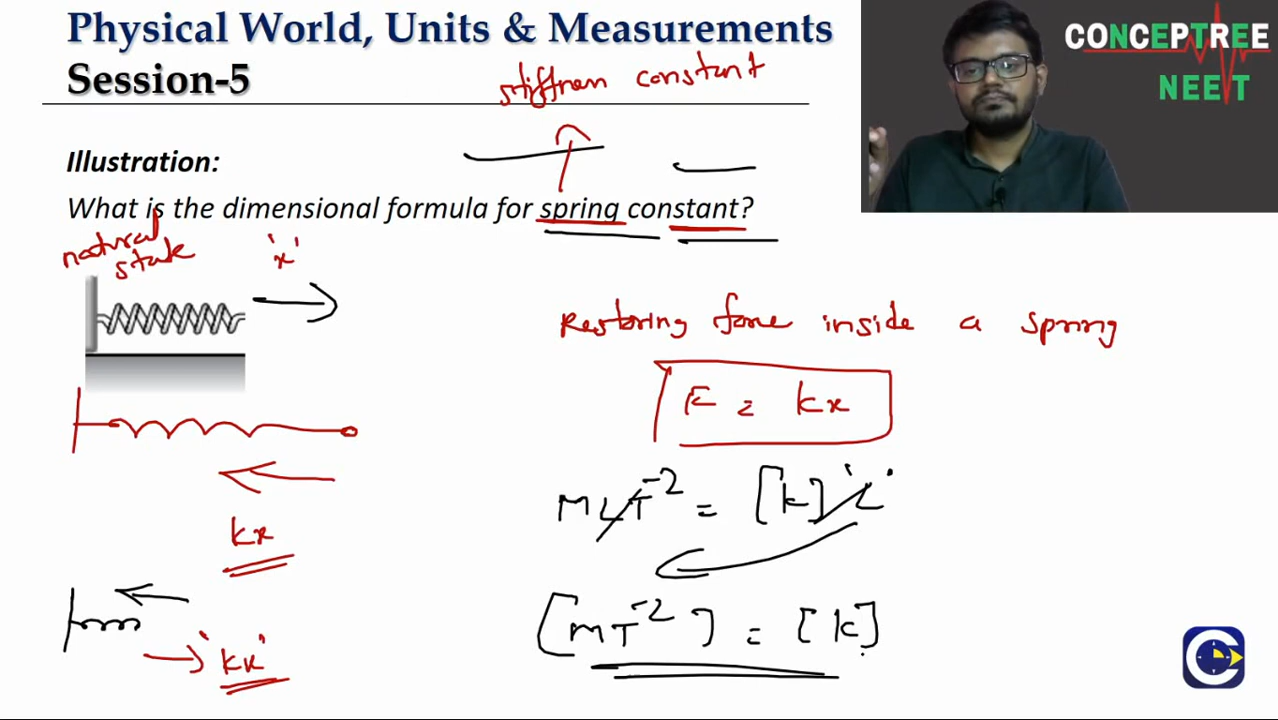 Physical World, Units & Measurements
Session-5
CONCEPTREE
NEET
stiffness constant
Illustration:
What is the dimensional formula for spring constant?
natural
state
'x'
Restoring force inside a spring
F = kx
MLT⁻² = [k] L
kx
[MT⁻²] = [k]
'kx'